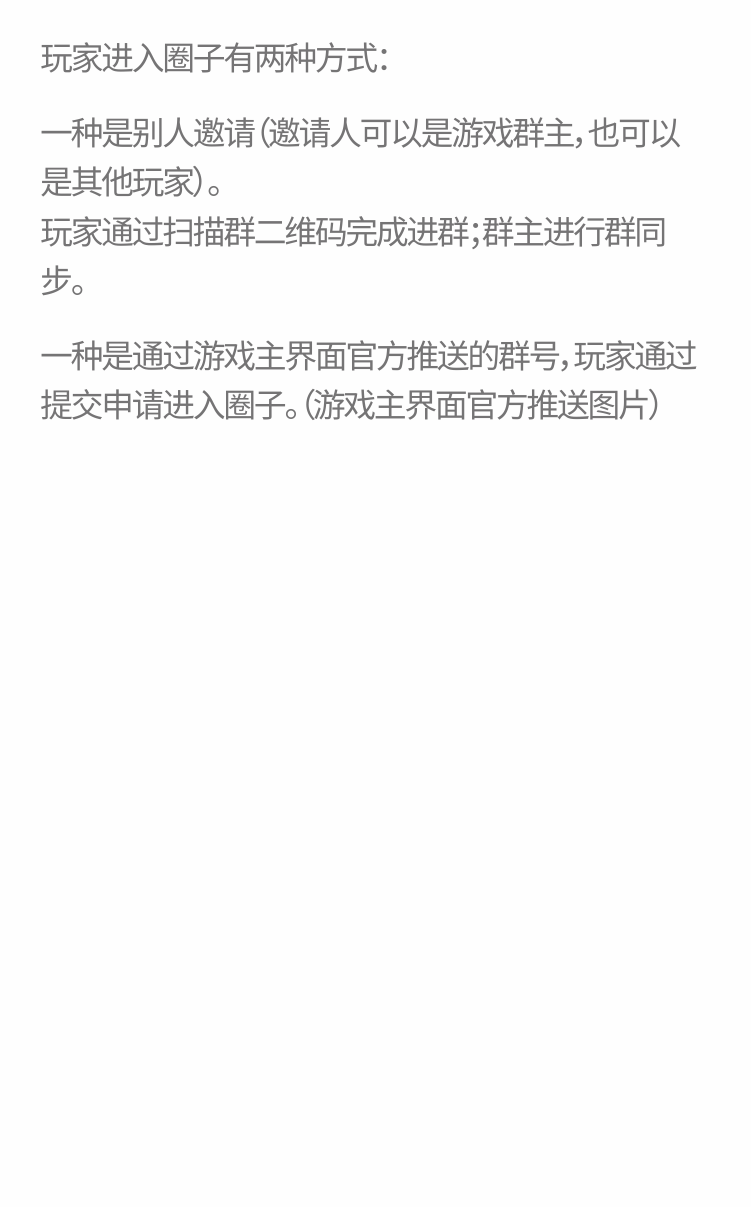 玩家进入圈子有两种方式：
一种是别人邀请（邀请人可以是游戏群主，也可以
是其他玩家）。
玩家通过扫描群二维码完成进群；群主进行群同
步。
一种是通过游戏主界面官方推送的群号，玩家通过
提交申请进入圈子。（游戏主界面官方推送图片）